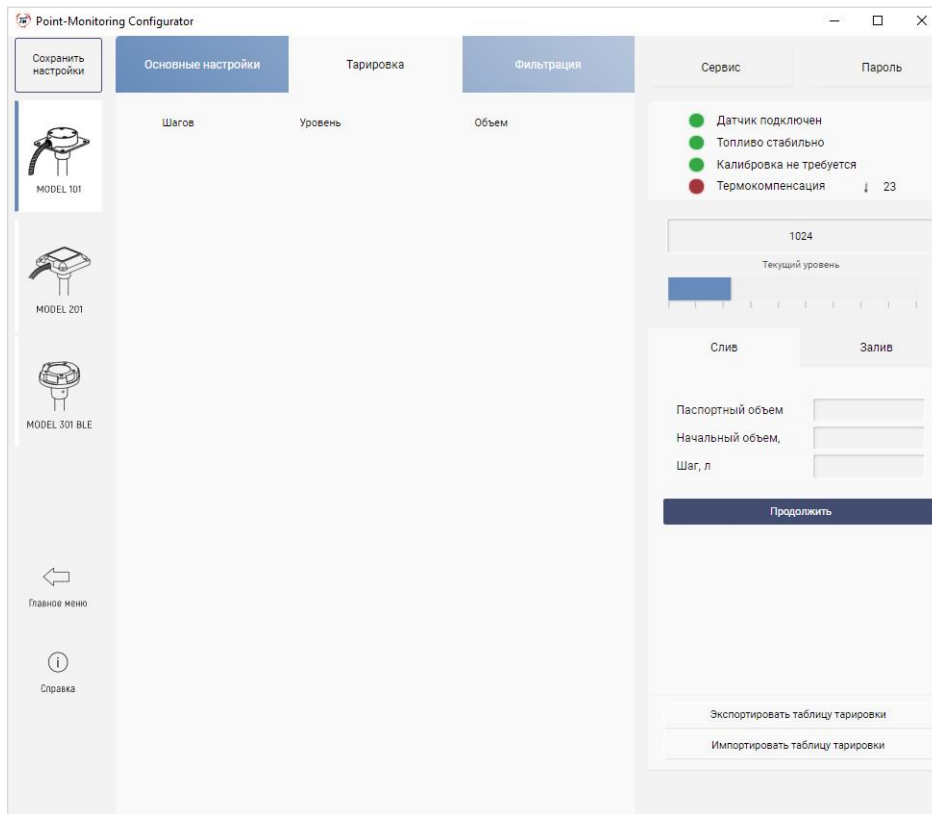 Point-Monitoring Configurator
Сохранить
настройки
Основные настройки
Тарировка
Фильтрация
Сервис
Пароль
Шагов
Уровень
Объем
MODEL 101
MODEL 201
MODEL 301 BLE
Главное меню
Справка
Датчик подключен
Топливо стабильно
Калибровка не требуется
Термокомпенсация 23
1024
Текущий уровень
Слив
Залив
Паспортный объем
Начальный объем,
Шаг, л
Продолжить
Экспортировать таблицу тарировки
Импортировать таблицу тарировки